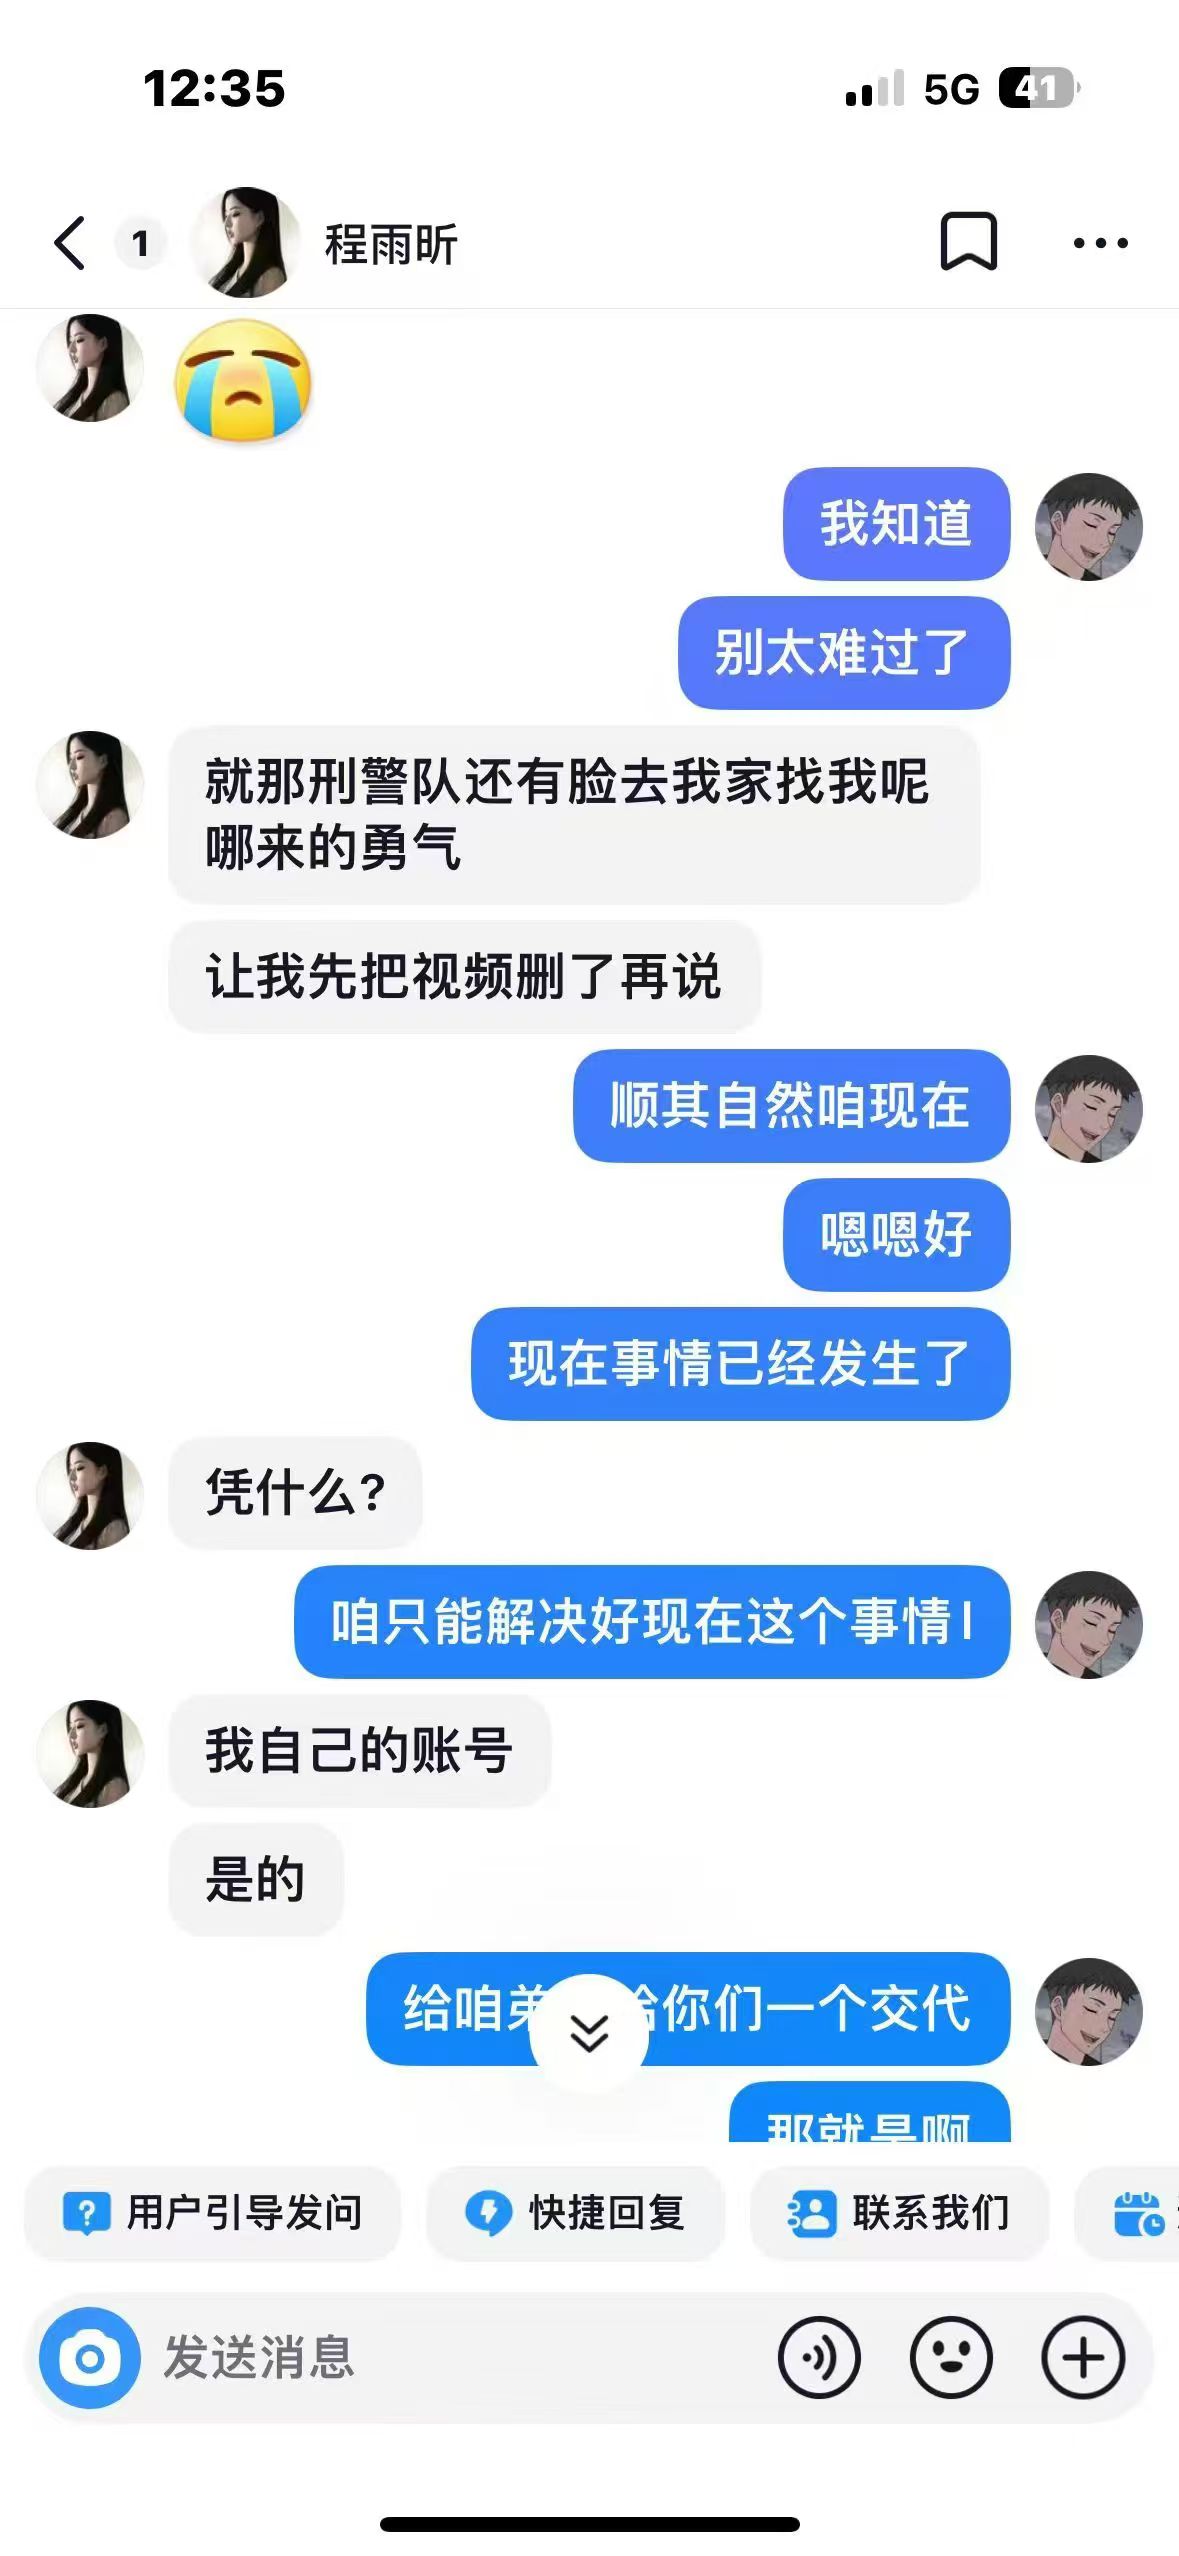 12:35
5G 41
1 程雨昕
我知道
别太难过了
就那刑警队还有脸去我家找我呢
哪来的勇气
让我先把视频删了再说
顺其自然咱现在
嗯嗯好
现在事情已经发生了
凭什么?
咱只能解决好现在这个事情l
我自己的账号
是的
给咱弟 给你们一个交代
那就是啊
用户引导发问 快捷回复 联系我们
发送消息